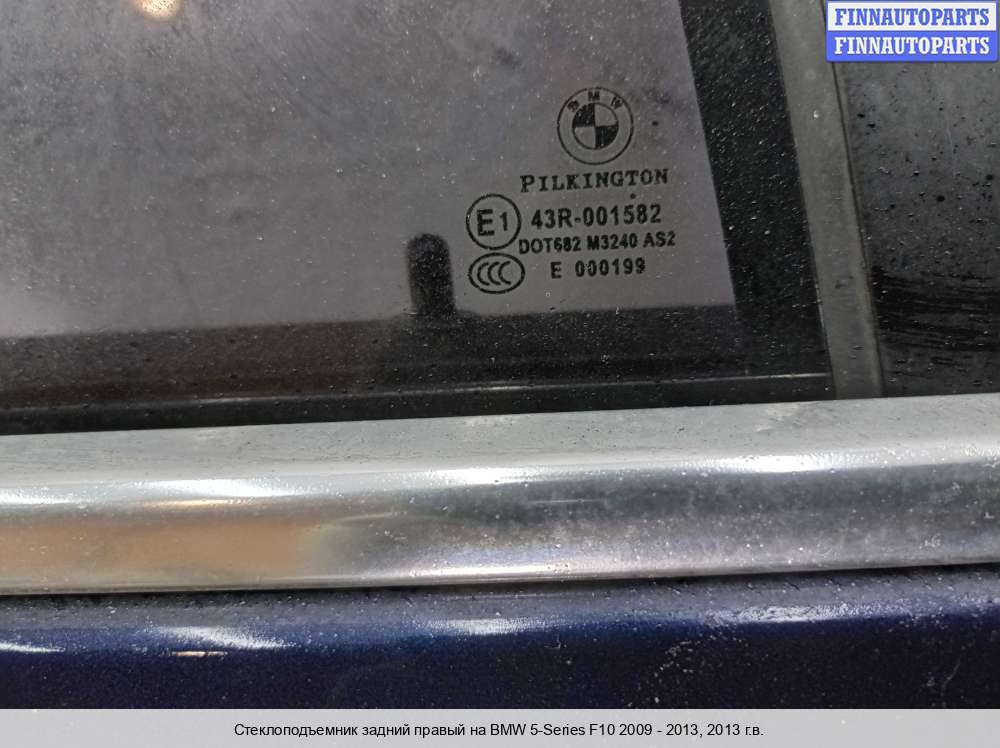 FINNAUTOPARTS
FINNAUTOPARTS
BMW
PILKINGTON
E1 43R-001582
DOT682 M3240 AS2
CCC E 000199
Стеклоподъемник задний правый на BMW 5-Series F10 2009 - 2013, 2013 г.в.